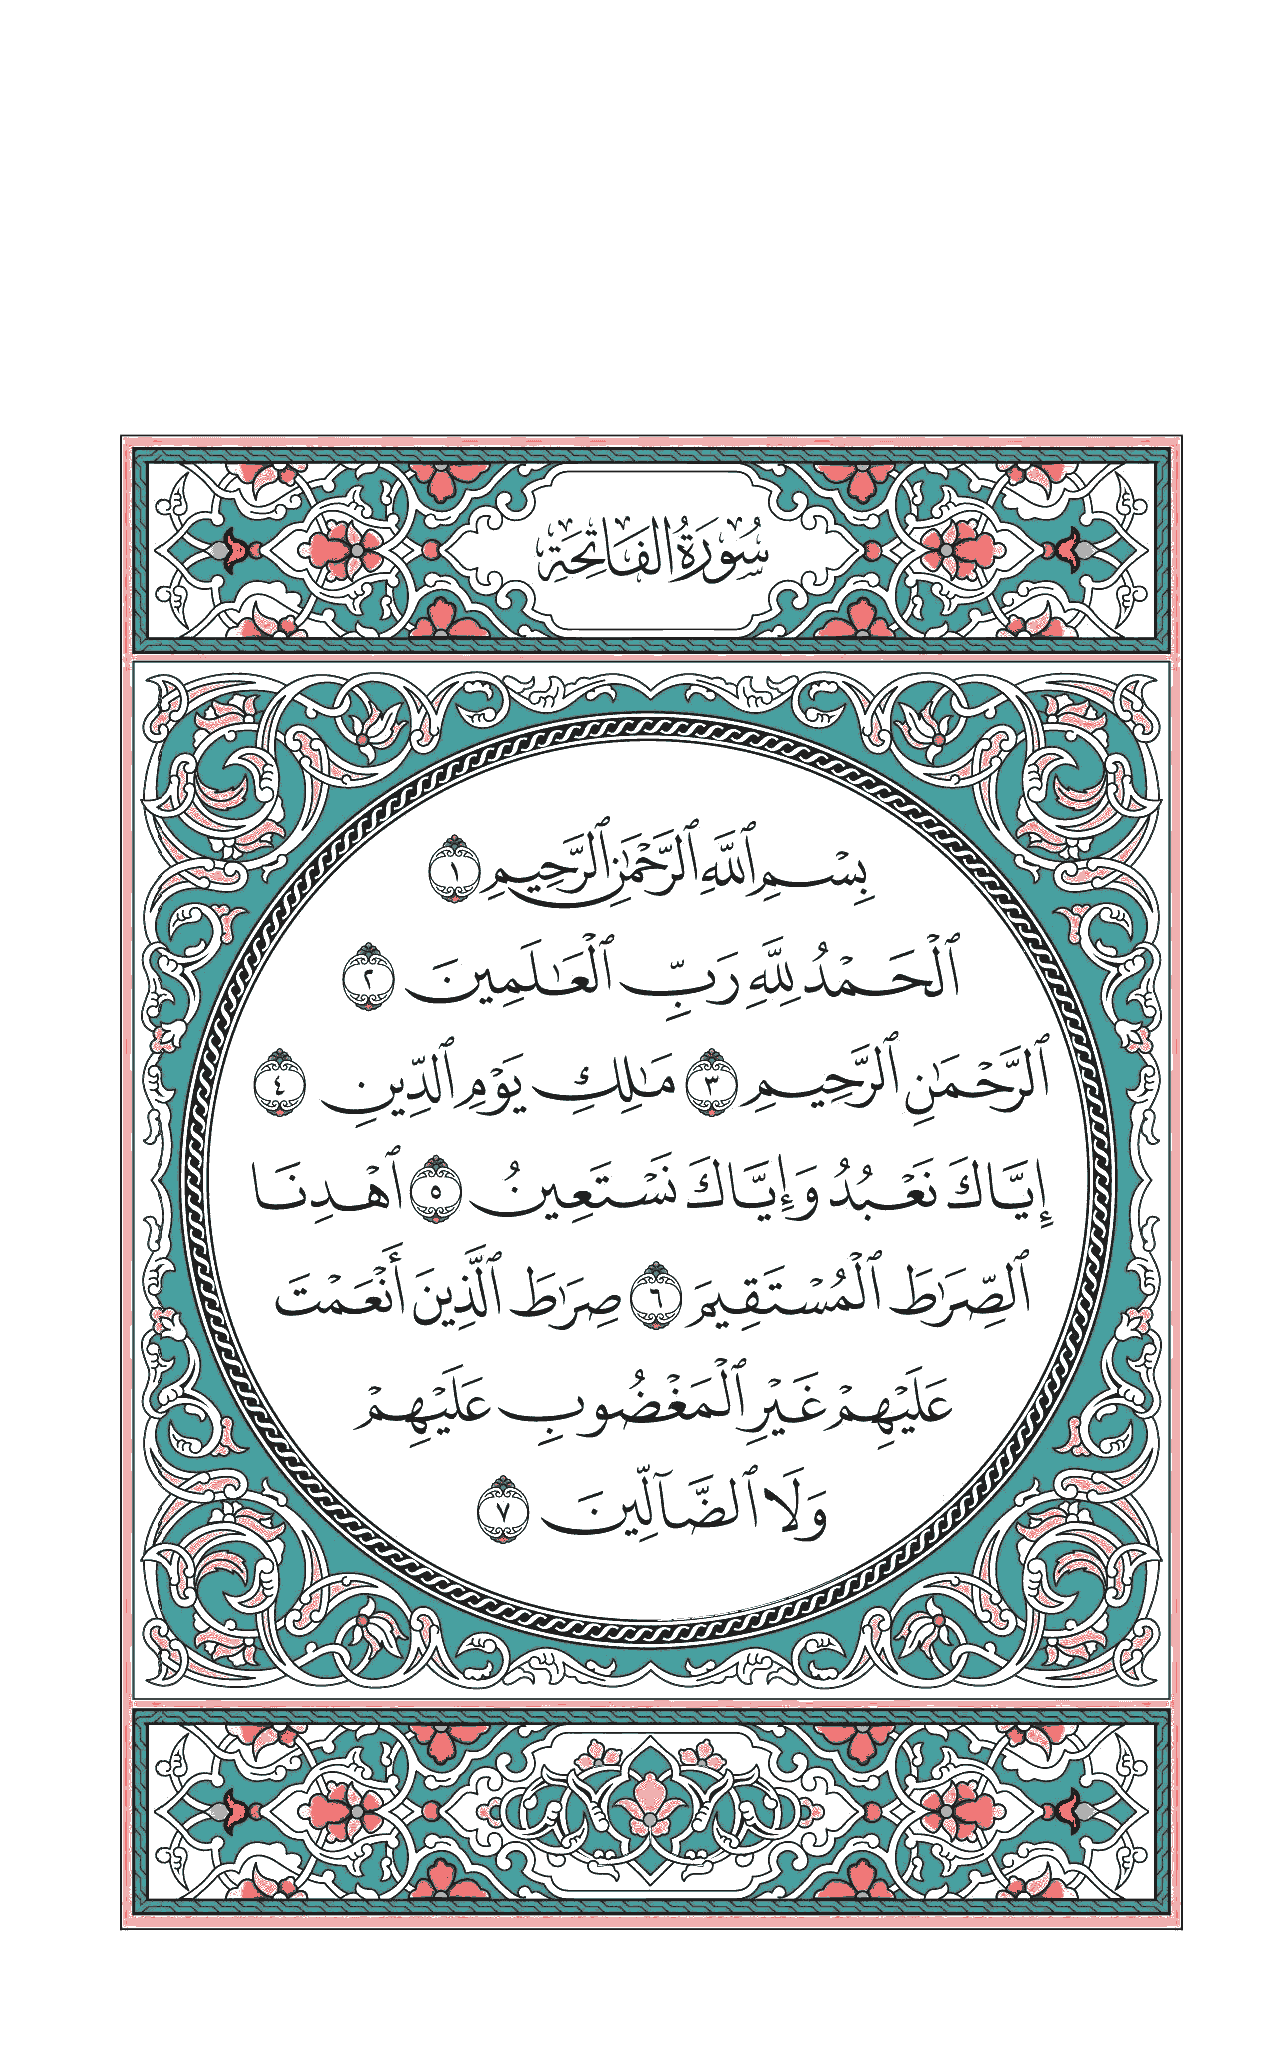 سُورَةُ الفَاتِحَةِ
بِسْمِ ٱللَّهِ ٱلرَّحْمَٰنِ ٱلرَّحِيمِ ١
ٱلْحَمْدُ لِلَّهِ رَبِّ ٱلْعَٰلَمِينَ ٢
ٱلرَّحْمَٰنِ ٱلرَّحِيمِ ٣ مَٰلِكِ يَوْمِ ٱلدِّينِ ٤
إِيَّاكَ نَعْبُدُ وَإِيَّاكَ نَسْتَعِينُ ٥ ٱهْدِنَا
ٱلصِّرَٰطَ ٱلْمُسْتَقِيمَ ٦ صِرَٰطَ ٱلَّذِينَ أَنْعَمْتَ
عَلَيْهِمْ غَيْرِ ٱلْمَغْضُوبِ عَلَيْهِمْ
وَلَا ٱلضَّآلِّينَ ٧